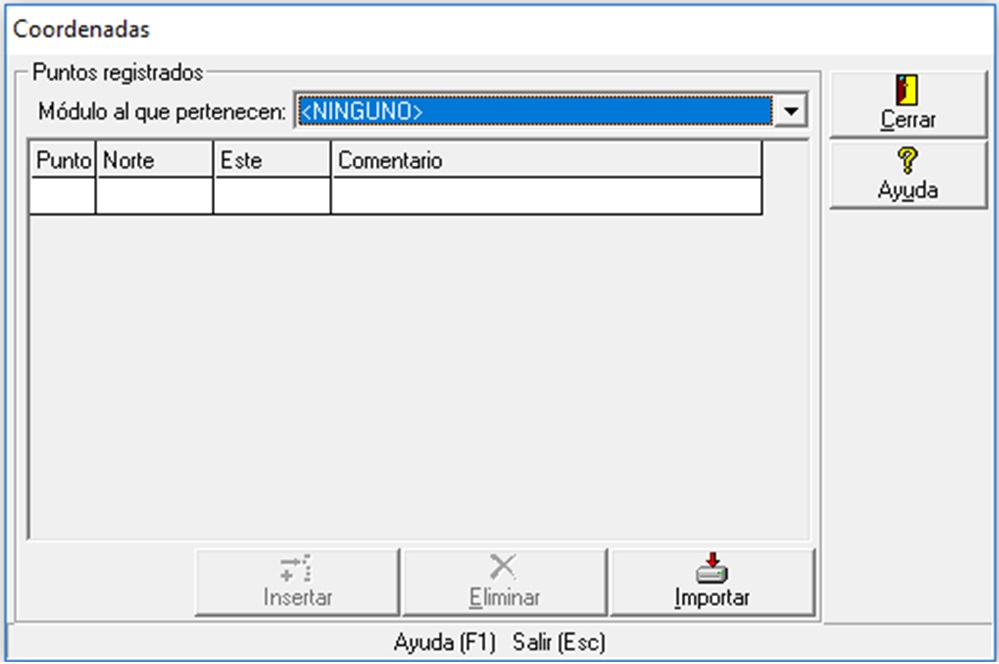 Coordenadas
Puntos registrados
Módulo al que pertenecen: <NINGUNO>
Cerrar
Ayuda
Punto Norte Este Comentario
Insertar Eliminar Importar
Ayuda (F1) Salir (Esc)